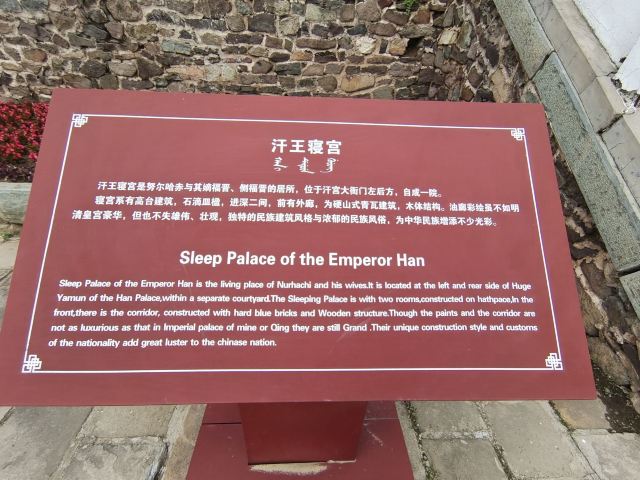 汗王寝宫
汗王寝宫是努尔哈赤与其嫡福晋、侧福晋的居所，位于汗宫大衙门左后方，自成一院。
寝宫系有高台建筑，石滴皿檻，进深二间，前有外廊，为硬山式青瓦建筑，木体结构。油廊彩绘虽不如明
清皇宫豪华，但也不失雄伟、壮观，独特的民族建筑风格与浓郁的民族风俗，为中华民族增添不少光彩。
Sleep Palace of the Emperor Han
Sleep Palace of the Emperor Han is the living place of Nurhachi and his wives.It is located at the left and rear side of Huge
Yamun of the Han Palace,within a separate courtyard.The Sleeping Palace is with two rooms,constructed on hathpace,In the
front,there is the corridor, constructed with hard blue bricks and Wooden structure.Though the paints and the corridor are
not as luxurious as that in Imperial palace of mine or Qing they are still Grand .Their unique construction style and customs
of the nationality add great luster to the chinese nation.